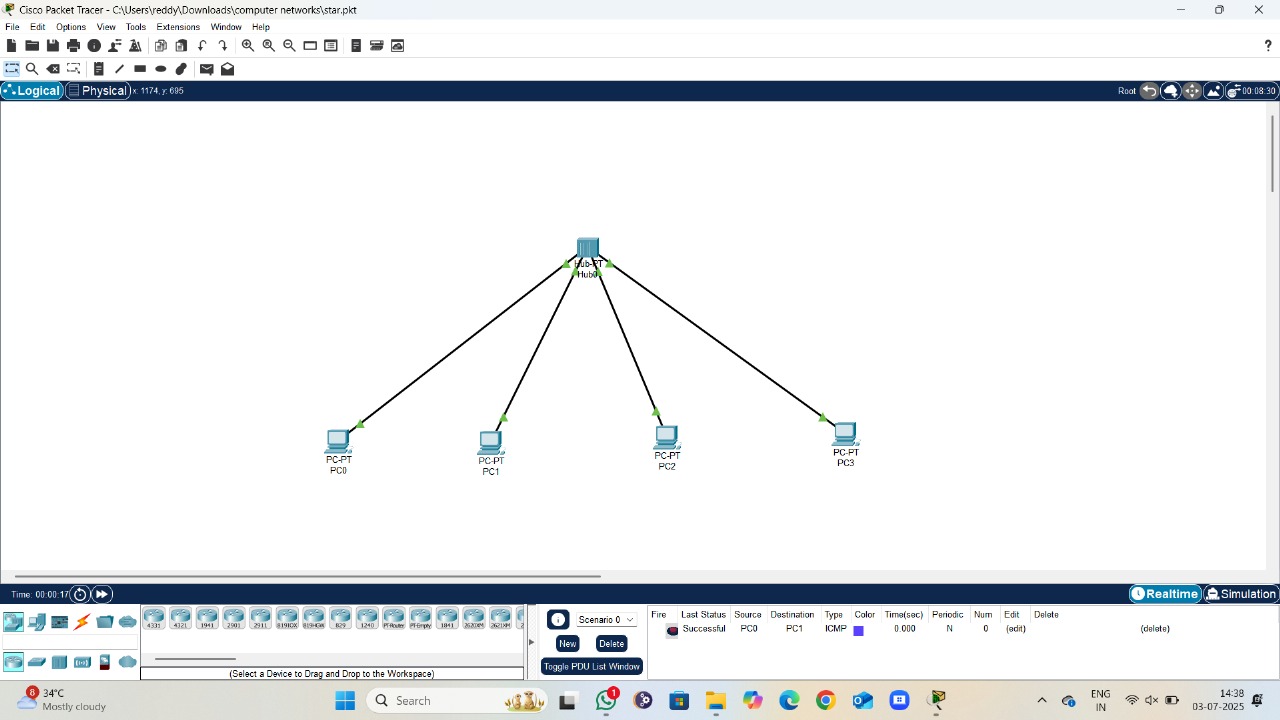 Cisco Packet Tracer - C:\Users\reddy\Downloads\computer networks\star.pkt
File Edit Options View Tools Extensions Window Help
?
Logical Physical x: 1174, y: 695 Root 00:08:30
Hub-PT
Hub0
PC-PT
PC0
PC-PT
PC1
PC-PT
PC2
PC-PT
PC3
Time: 00:00:17 Realtime Simulation
4331 4321 1941 2901 2911 819IOX 819HGW 829 1240 PT-Router PT-Empty 1841 2620XM 2621XM
(Select a Device to Drag and Drop to the Workspace)
Scenario 0
New Delete
Toggle PDU List Window
Fire Last Status Source Destination Type Color Time(sec) Periodic Num Edit Delete
Successful PC0 PC1 ICMP 0.000 N 0 (edit) (delete)
8 34°C
Mostly cloudy
Search
1
ENG
IN
14:38
03-07-2025